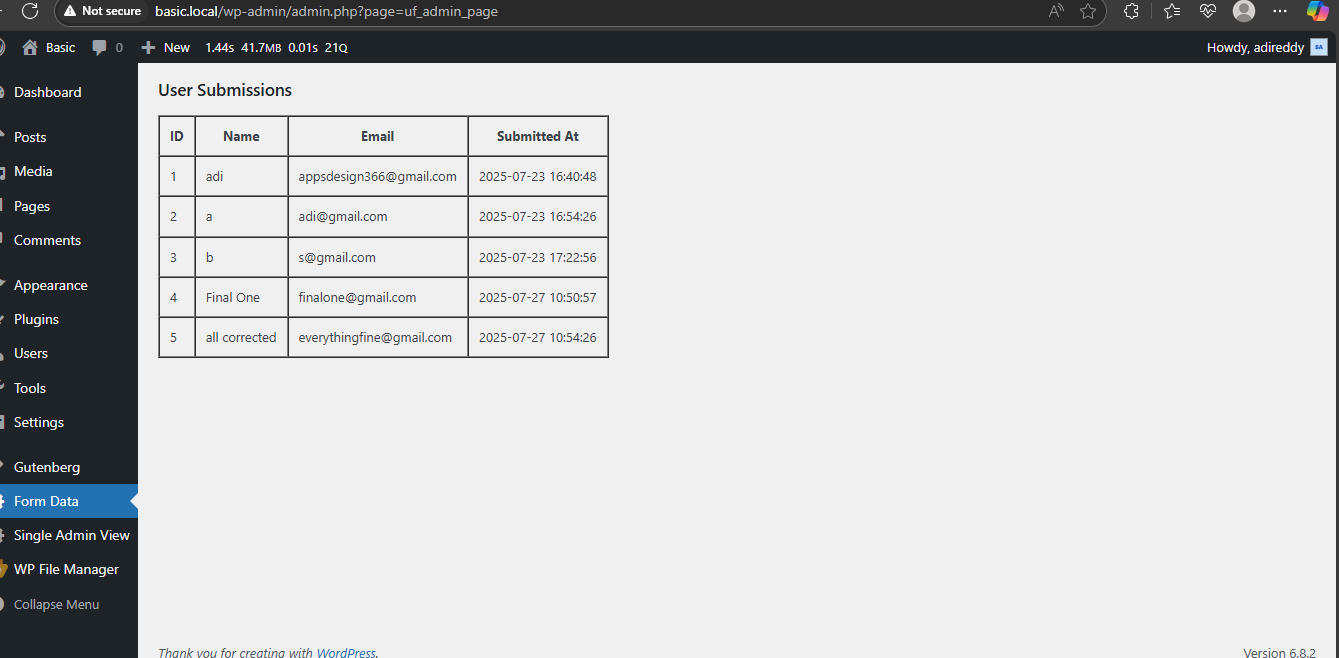 Not secure basic.local/wp-admin/admin.php?page=uf_admin_page
Basic 0 New 1.44s 41.7MB 0.01s 21Q Howdy, adireddy SA
Dashboard
Posts
Media
Pages
Comments
Appearance
Plugins
Users
Tools
Settings
Gutenberg
Form Data
Single Admin View
WP File Manager
Collapse Menu
User Submissions
ID Name Email Submitted At
1 adi appsdesign366@gmail.com 2025-07-23 16:40:48
2 a adi@gmail.com 2025-07-23 16:54:26
3 b s@gmail.com 2025-07-23 17:22:56
4 Final One finalone@gmail.com 2025-07-27 10:50:57
5 all corrected everythingfine@gmail.com 2025-07-27 10:54:26
Thank you for creating with WordPress. Version 6.8.2